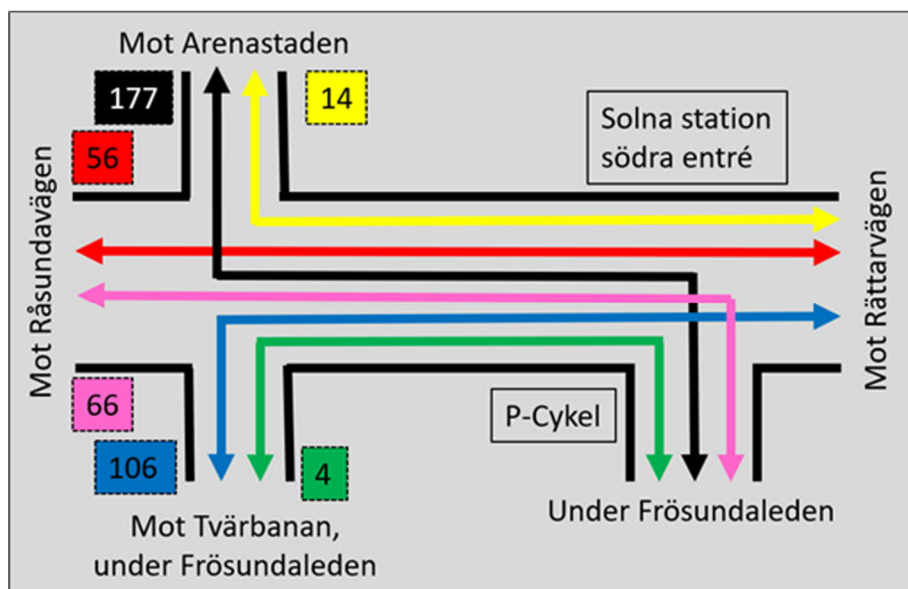 Mot Arenastaden
177
14
56
Solna station
södra entré
Mot Råsundavägen
Mot Rättarvägen
66
P-Cykel
106
4
Mot Tvärbanan,
under Frösundaleden
Under Frösundaleden